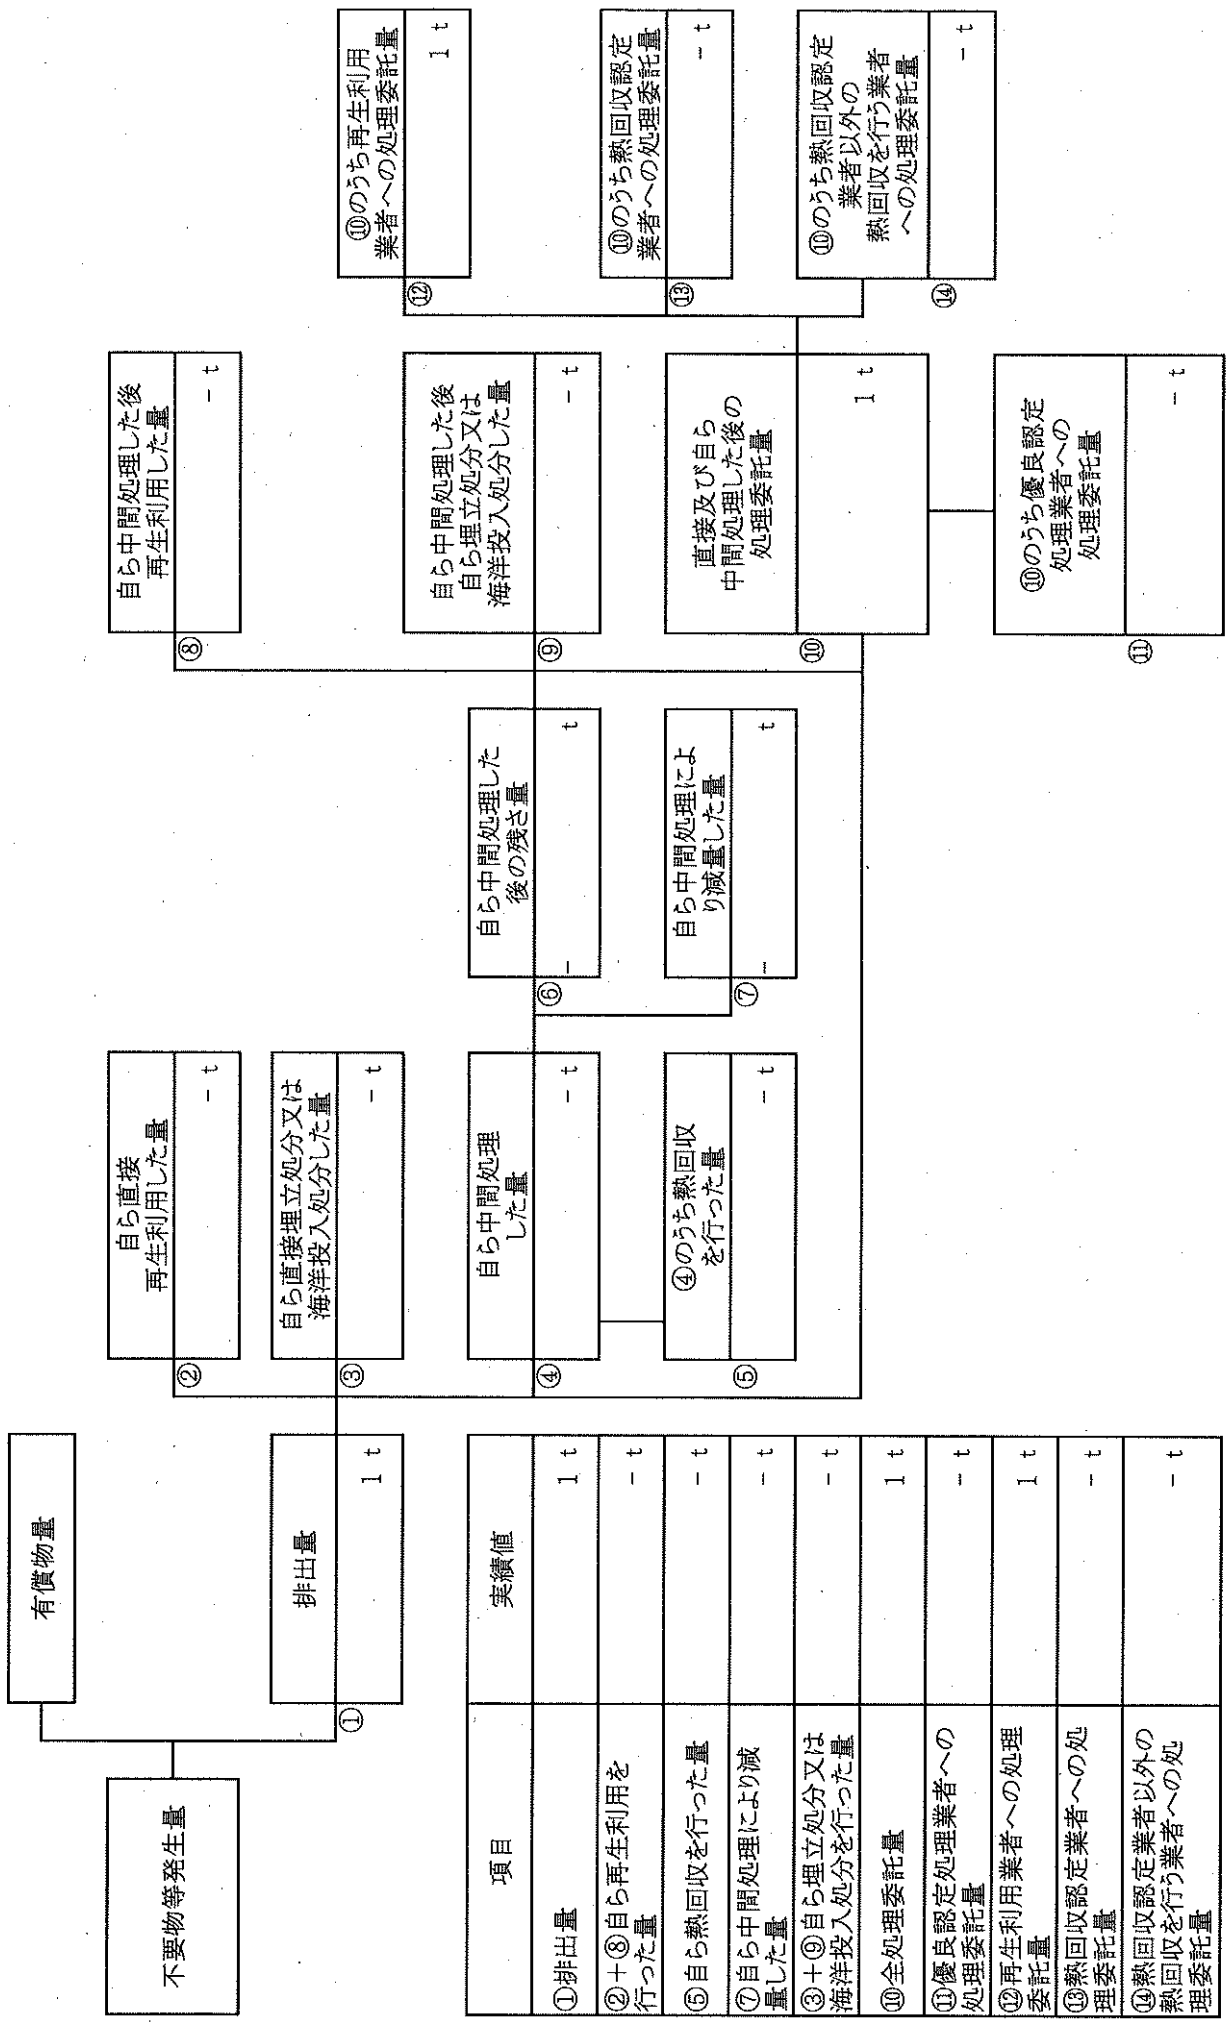 不要物等発生量
有償物量
排出量
①
1 t
自ら直接
再生利用した量
②
- t
自ら直接埋立処分又は
海洋投入処分した量
③
- t
自ら中間処理
した量
④
- t
④のうち熱回収
を行った量
⑤
- t
自ら中間処理した
後の残さ量
⑥
- t
自ら中間処理によ
り減量した量
⑦
- t
自ら中間処理した後
再生利用した量
⑧
- t
自ら中間処理した後
自ら埋立処分又は
海洋投入処分した量
⑨
- t
直接及び自ら
中間処理した後の
処理委託量
⑩
1 t
⑩のうち優良認定
処理業者への
処理委託量
⑪
- t
⑩のうち再生利用
業者への処理委託量
⑫
1 t
⑩のうち熱回収認定
業者への処理委託量
⑬
- t
⑩のうち熱回収認定
業者以外の
熱回収を行う業者
への処理委託量
⑭
- t
項目 実績値
①排出量 1 t
②+⑧自ら再生利用を
行った量 - t
⑤自ら熱回収を行った量 - t
⑦自ら中間処理により減
量した量 - t
③+⑨自ら埋立処分又は
海洋投入処分を行った量 - t
⑩全処理委託量 1 t
⑪優良認定処理業者への
処理委託量 - t
⑫再生利用業者への処理
委託量 1 t
⑬熱回収認定業者への処
理委託量 - t
⑭熱回収認定業者以外の
熱回収を行う業者への処
理委託量 - t